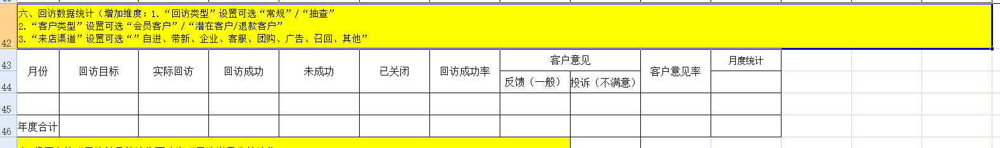 六、回访数据统计（增加维度：1.“回访类型”设置可选“常规”/“抽查”
42
2.“客户类型”设置可选“会员客户”/“潜在客户/退款客户”
3.“来店渠道”设置可选“”自进、带新、企业、客服、团购、广告、召回、其他”
43
月份 回访目标 实际回访 回访成功 未成功 已关闭 回访成功率 客户意见 客户意见率 月度统计
44
反馈（一般） 投诉（不满意）
45
46
年度合计